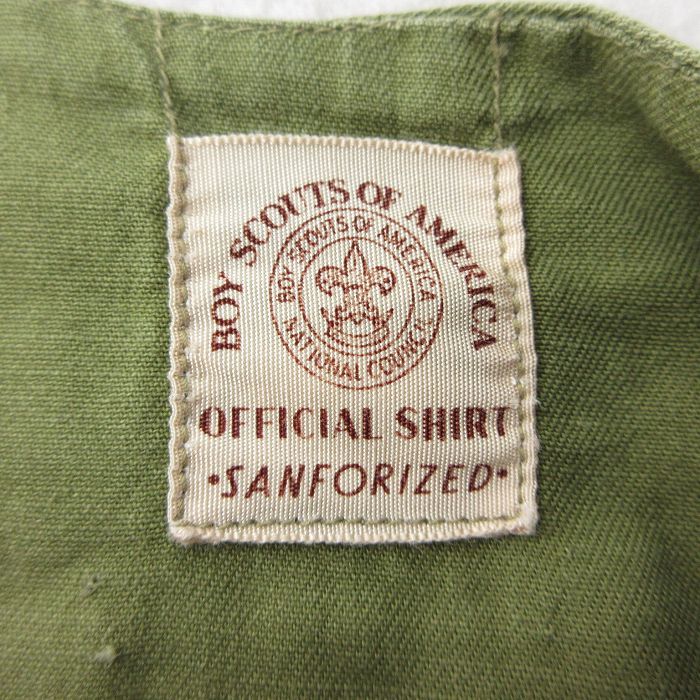 BOY SCOUTS OF AMERICA
BOY SCOUTS OF AMERICA
NATIONAL COUNCIL
OFFICIAL SHIRT
•SANFORIZED•